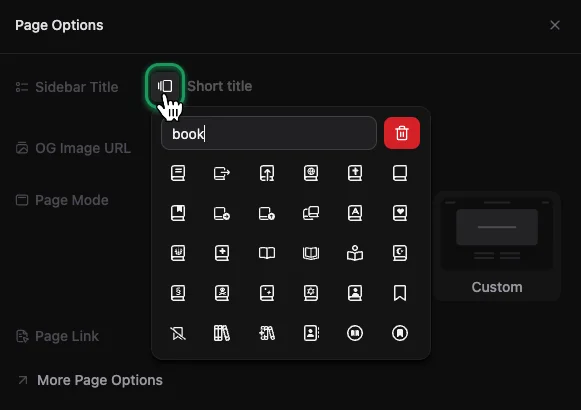 Page Options
Sidebar Title
Short title
book
OG Image URL
Page Mode
Custom
Page Link
More Page Options